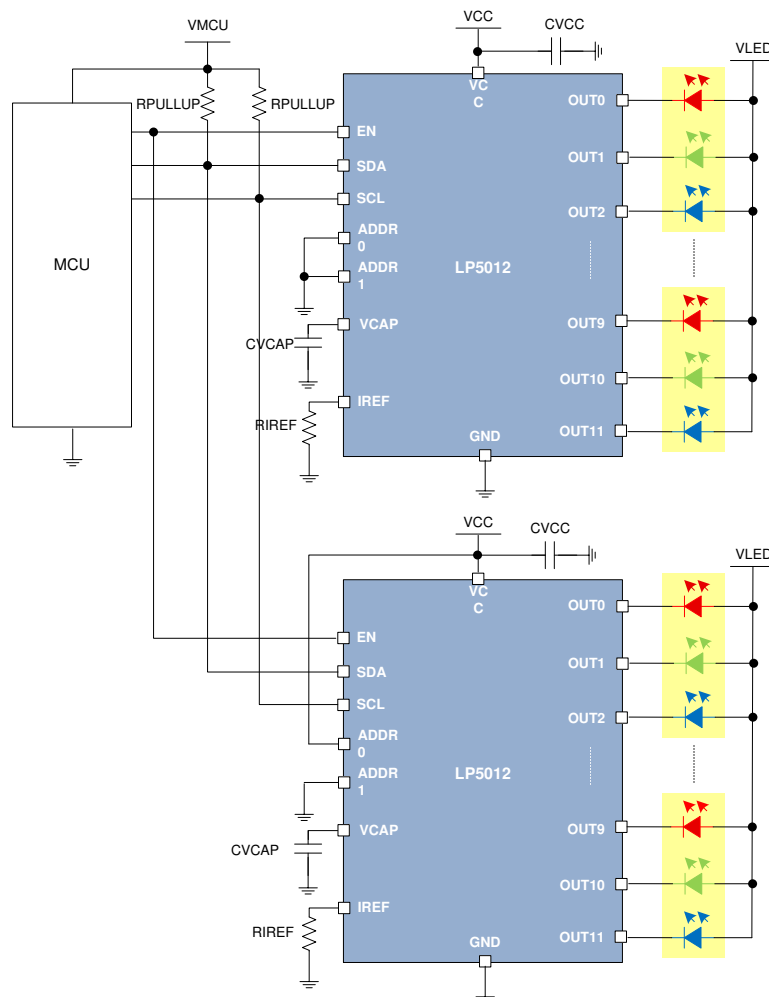 VMCU
RPULLUP
RPULLUP
MCU
VCC
CVCC
VLED
VC
C
EN
SDA
SCL
ADDR
0
ADDR
1
VCAP
IREF
CVCAP
RIREF
LP5012
GND
OUT0
OUT1
OUT2
OUT9
OUT10
OUT11
VCC
CVCC
VLED
VC
C
EN
SDA
SCL
ADDR
0
ADDR
1
VCAP
IREF
CVCAP
RIREF
LP5012
GND
OUT0
OUT1
OUT2
OUT9
OUT10
OUT11